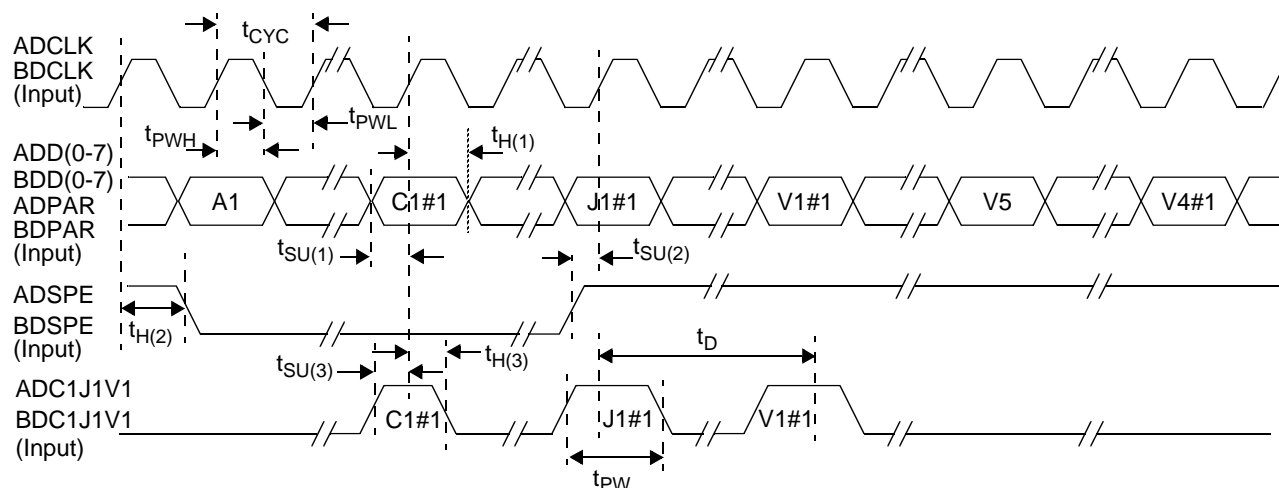 tCYC
ADCLK
BDCLK
(Input)
tPWH
tPWL
tH(1)
ADD(0-7)
BDD(0-7)
ADPAR
BDPAR
(Input)
A1
C1#1
J1#1
V1#1
V5
V4#1
tSU(1)
tSU(2)
ADSPE
BDSPE
(Input)
tH(2)
tD
tSU(3)
tH(3)
ADC1J1V1
BDC1J1V1
(Input)
C1#1
J1#1
V1#1
tPW